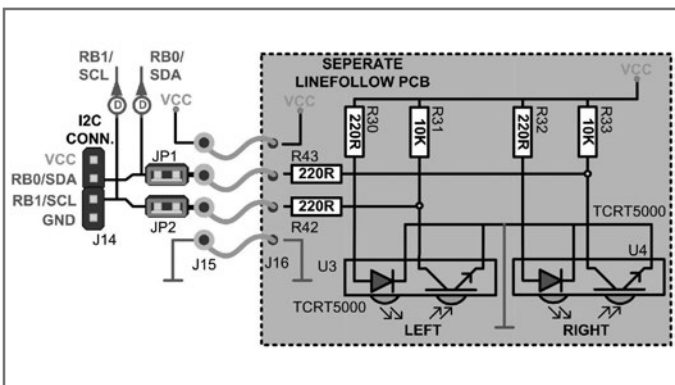 RB1/ RB0/
SCL SDA
VCC
I2C
CONN.
VCC
RB0/SDA
RB1/SCL
GND
J14
JP1
JP2
J15
J16
SEPERATE
LINEFOLLOW PCB
VCC
VCC
R30
220R
R31
10K
R32
220R
R33
10K
R43
220R
220R
R42
TCRT5000
U3
U4
TCRT5000
LEFT
RIGHT
D
D